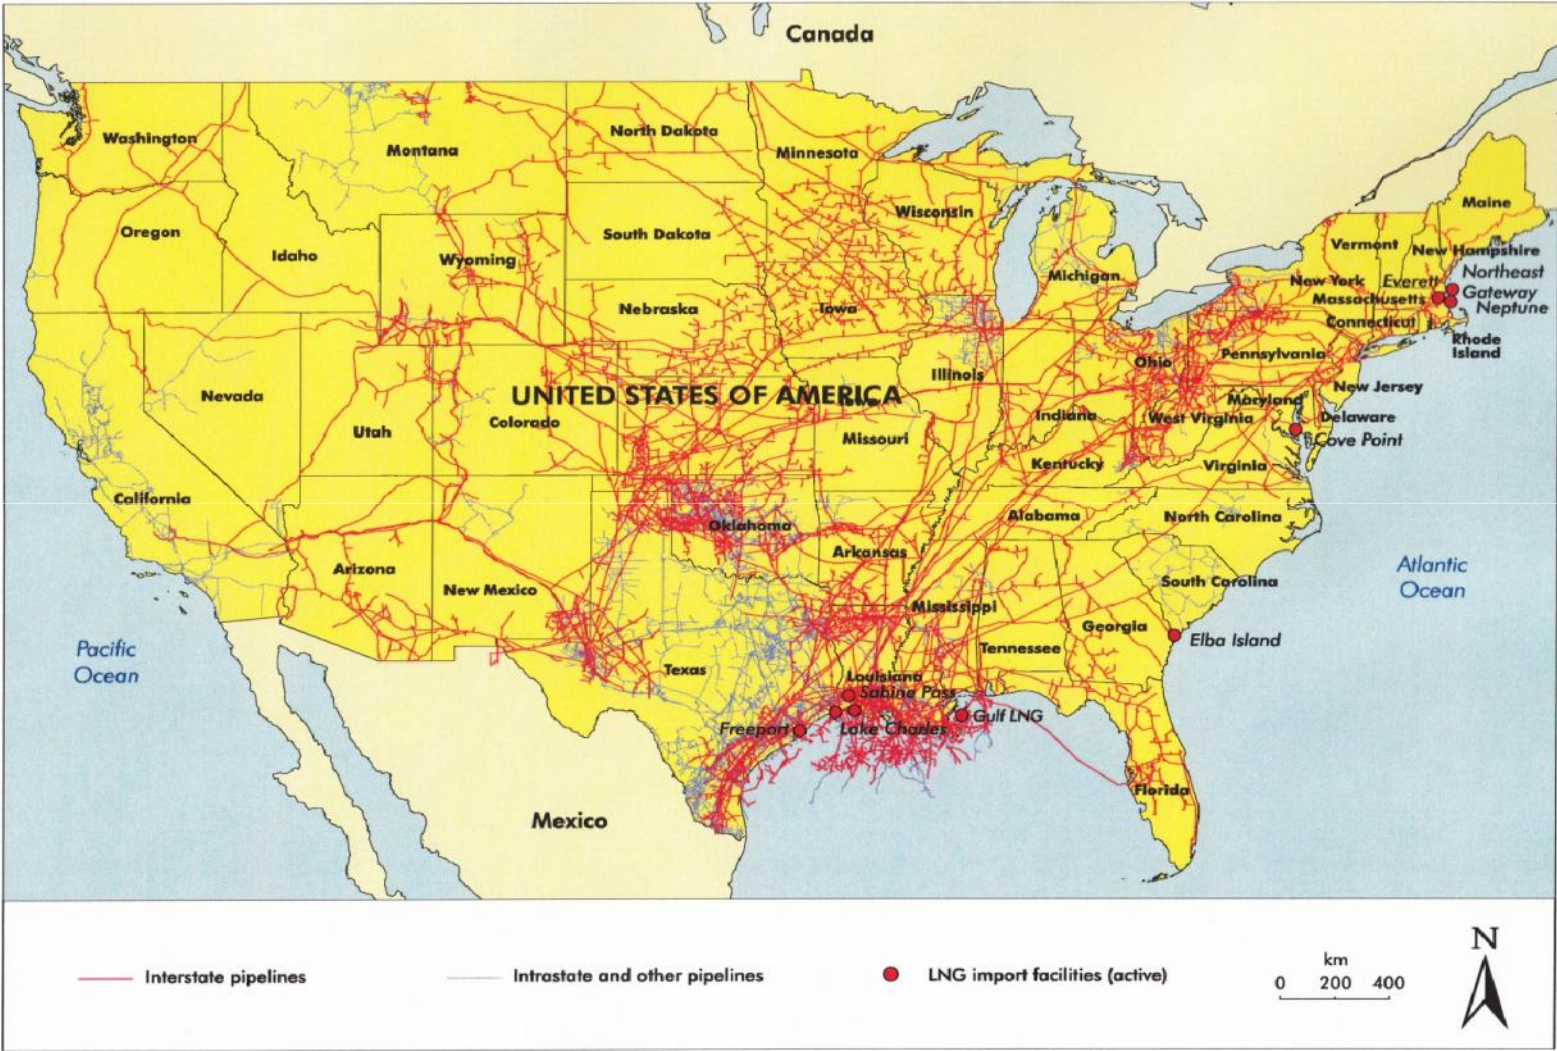 Canada
Washington
Montana
North Dakota
Minnesota
Oregon
Idaho
Wyoming
South Dakota
Wisconsin
Michigan
Maine
Vermont
New Hampshire
Northeast
Gateway
Neptune
New York
Everett
Massachusetts
Connecticut
Rhode
Island
Nebraska
Iowa
Illinois
Ohio
Pennsylvania
New Jersey
Nevada
Utah
Colorado
UNITED STATES OF AMERICA
Missouri
Indiana
West Virginia
Maryland
Delaware
Cove Point
Kentucky
Virginia
California
Oklahoma
Alabama
North Carolina
Arizona
New Mexico
Arkansas
South Carolina
Atlantic
Ocean
Mississippi
Georgia
Elba Island
Pacific
Ocean
Texas
Tennessee
Louisiana
Sabine Pass
Freeport
Lake Charles
Gulf LNG
Florida
Mexico
Interstate pipelines
Intrastate and other pipelines
LNG import facilities (active)
km
0 200 400
N